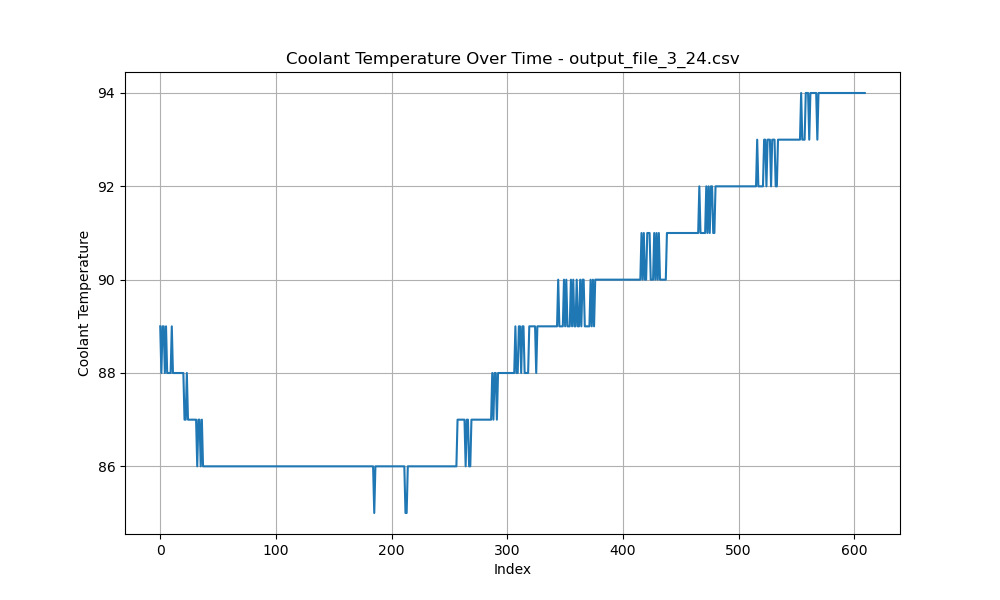 Coolant Temperature Over Time - output_file_3_24.csv
Coolant Temperature
94
92
90
88
86
0 100 200 300 400 500 600
Index